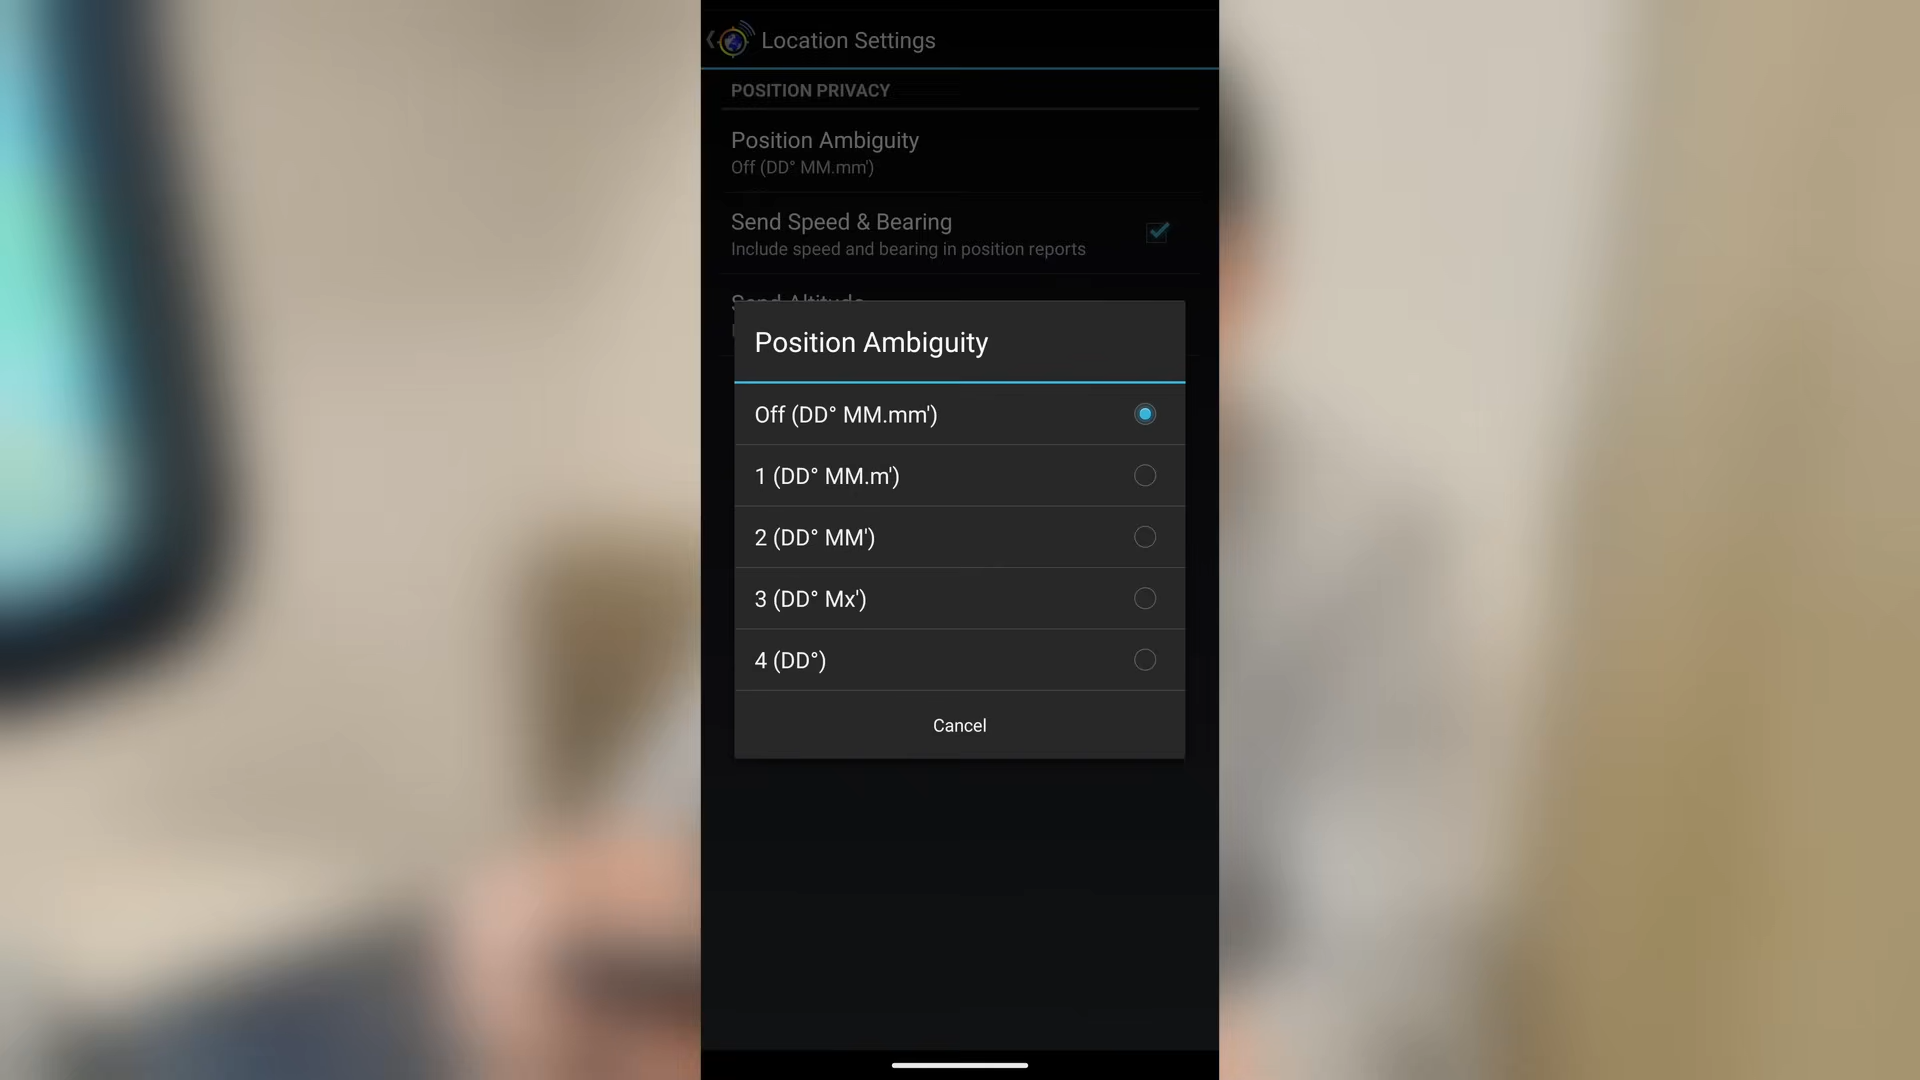 Location Settings
POSITION PRIVACY
Position Ambiguity
Off (DD° MM.mm')
Send Speed & Bearing
Include speed and bearing in position reports
Send Altitude
Position Ambiguity
Off (DD° MM.mm')
1 (DD° MM.m')
2 (DD° MM')
3 (DD° Mx')
4 (DD°)
Cancel